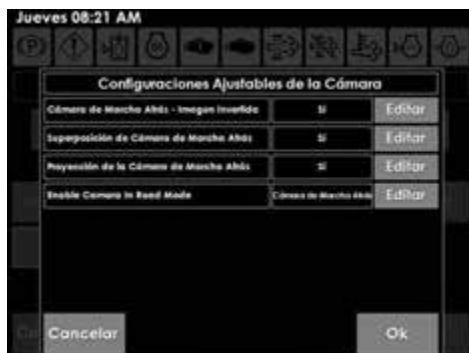 Jueves 08:21 AM
Configuraciones Ajustables de la Cámara
Cámara de Marcha Atrás - Imagen Invertida Sí Editar
Superposición de Cámara de Marcha Atrás Sí Editar
Proyección de la Cámara de Marcha Atrás Sí Editar
Enable Camera In Road Mode Cámara de Marcha Atrás Editar
Cancelar Ok